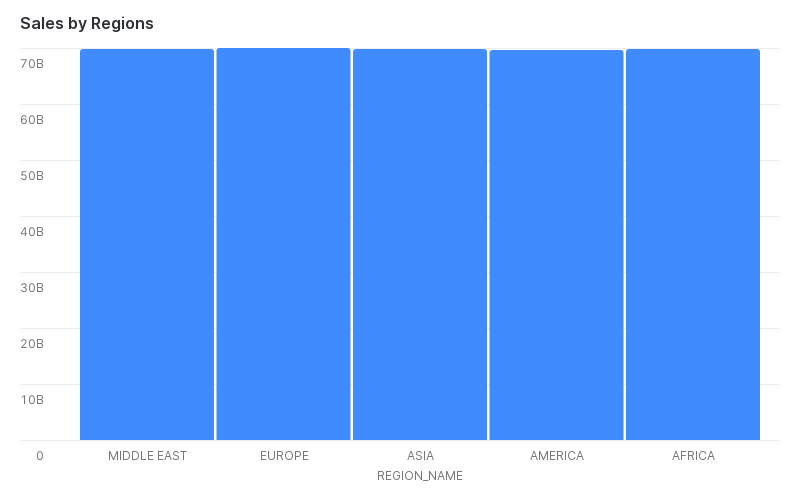 Sales by Regions
70B
60B
50B
40B
30B
20B
10B
0
MIDDLE EAST EUROPE ASIA AMERICA AFRICA
REGION_NAME